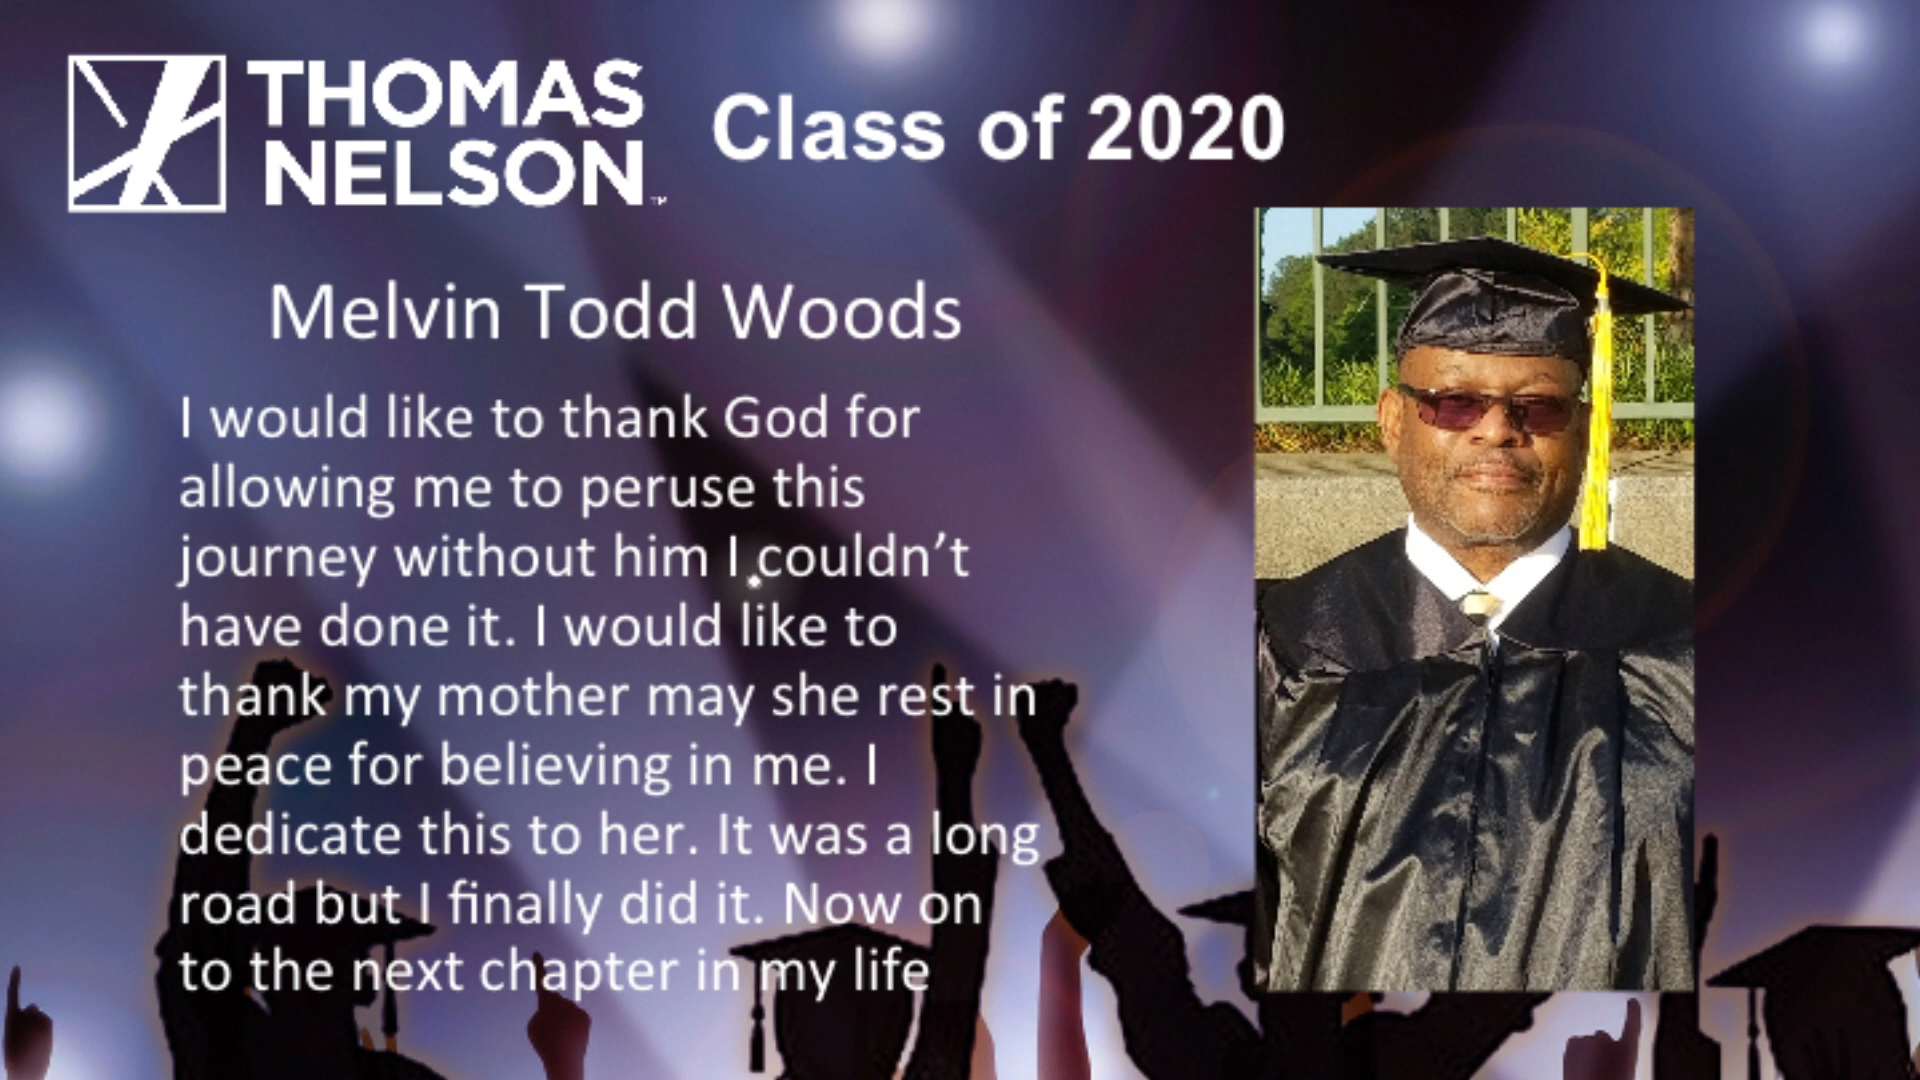 THOMAS
NELSON™
Class of 2020
Melvin Todd Woods
I would like to thank God for
allowing me to peruse this
journey without him I couldn’t
have done it. I would like to
thank my mother may she rest in
peace for believing in me. I
dedicate this to her. It was a long
road but I finally did it. Now on
to the next chapter in my life